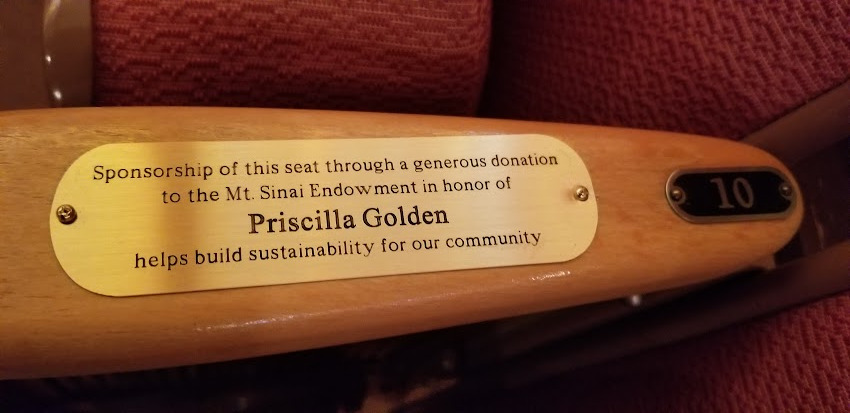 Sponsorship of this seat through a generous donation
to the Mt. Sinai Endowment in honor of
Priscilla Golden
helps build sustainability for our community
10